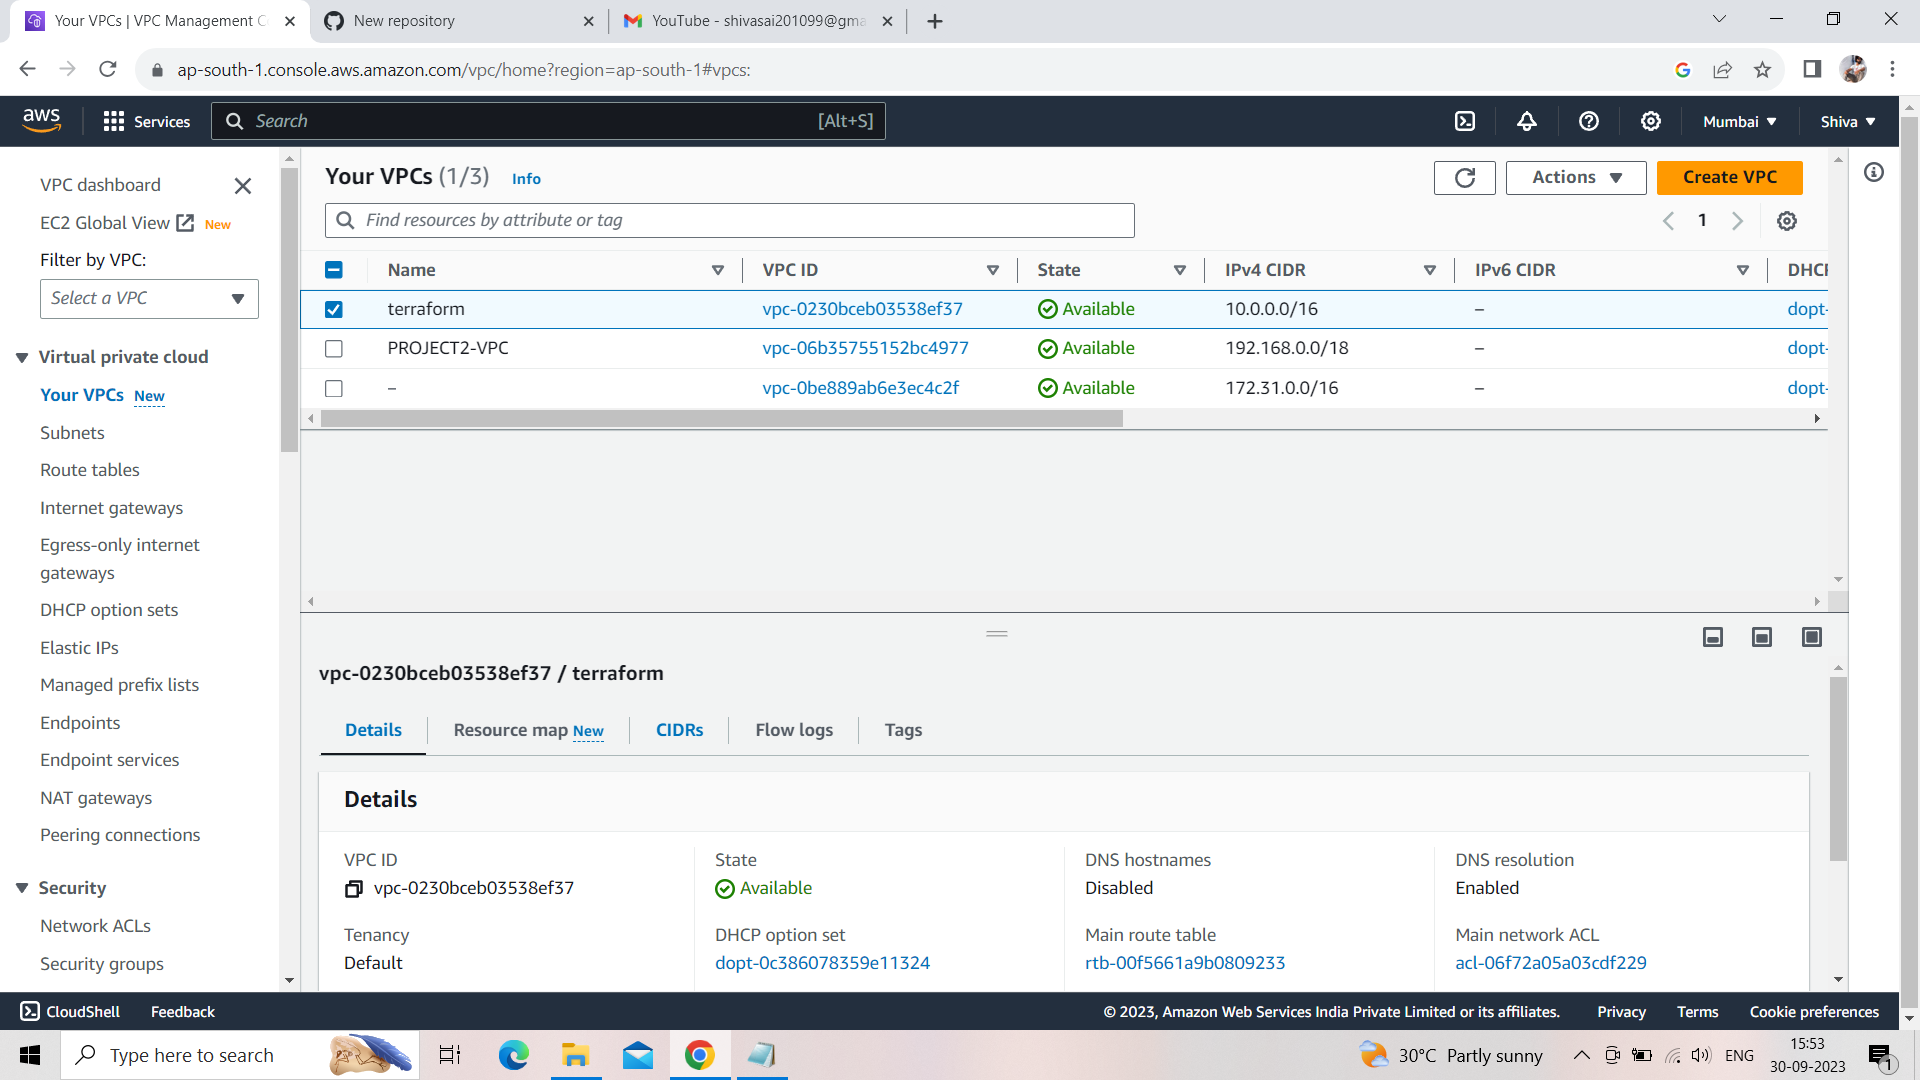 Your VPCs | VPC Management C
New repository
YouTube - shivasai201099@gma
ap-south-1.console.aws.amazon.com/vpc/home?region=ap-south-1#vpcs:
aws
Services
Search
[Alt+S]
Mumbai
Shiva
VPC dashboard
EC2 Global View New
Filter by VPC:
Select a VPC
Virtual private cloud
Your VPCs New
Subnets
Route tables
Internet gateways
Egress-only internet
gateways
DHCP option sets
Elastic IPs
Managed prefix lists
Endpoints
Endpoint services
NAT gateways
Peering connections
Security
Network ACLs
Security groups
Your VPCs (1/3) Info
Actions
Create VPC
Find resources by attribute or tag
1
Name VPC ID State IPv4 CIDR IPv6 CIDR DHC
terraform vpc-0230bceb03538ef37 Available 10.0.0.0/16 – dopt-
PROJECT2-VPC vpc-06b35755152bc4977 Available 192.168.0.0/18 – dopt-
– vpc-0be889ab6e3ec4c2f Available 172.31.0.0/16 – dopt-
vpc-0230bceb03538ef37 / terraform
Details Resource map New CIDRs Flow logs Tags
Details
VPC ID
vpc-0230bceb03538ef37
State
Available
DNS hostnames
Disabled
DNS resolution
Enabled
Tenancy
Default
DHCP option set
dopt-0c386078359e11324
Main route table
rtb-00f5661a9b0809233
Main network ACL
acl-06f72a05a03cdf229
CloudShell Feedback
© 2023, Amazon Web Services India Private Limited or its affiliates. Privacy Terms Cookie preferences
Type here to search
30°C Partly sunny
ENG
15:53
30-09-2023
1